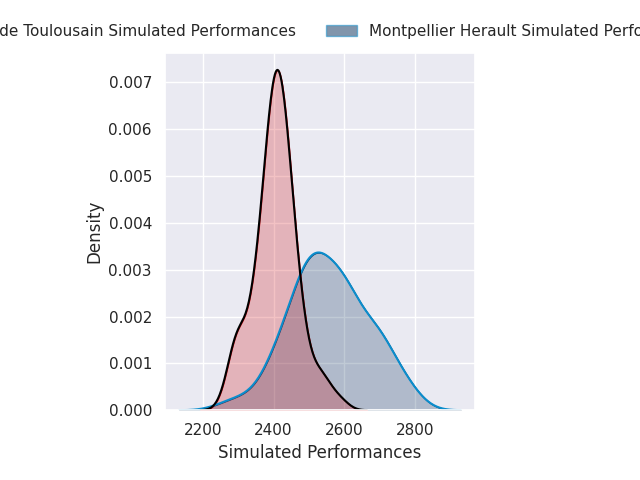 de Toulousain Simulated Performances
Montpellier Herault Simulated Perfo
0.007
0.006
0.005
0.004
0.003
0.002
0.001
0.000
Density
2200 2400 2600 2800
Simulated Performances